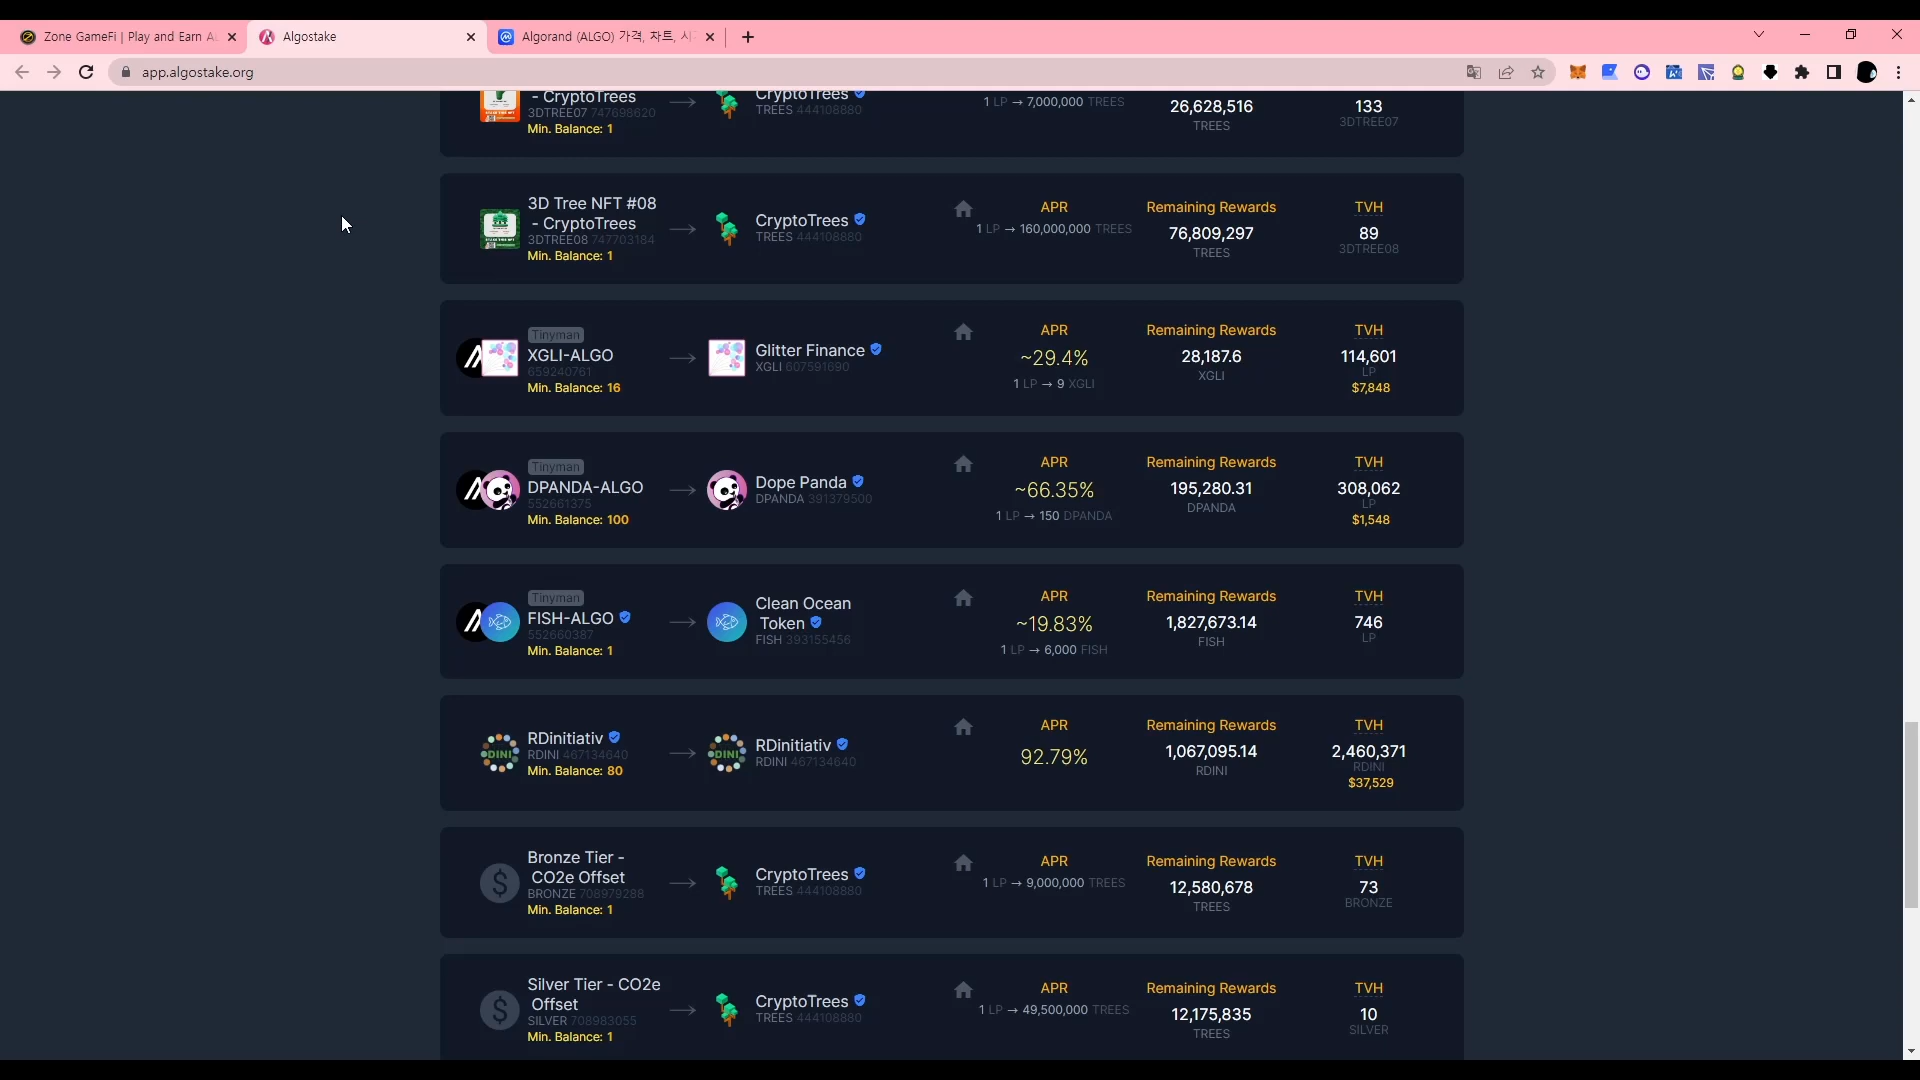 Zone GameFi | Play and Earn AL
Algostake
Algorand (ALGO) 가격, 차트, 시
app.algostake.org
- CryptoTrees
3DTREE07 747698620
Min. Balance: 1
CryptoTrees
TREES 444108880
1 LP → 7,000,000 TREES
26,628,516
TREES
133
3DTREE07
3D Tree NFT #08
- CryptoTrees
3DTREE08 747703184
Min. Balance: 1
CryptoTrees
TREES 444108880
APR
1 LP → 160,000,000 TREES
Remaining Rewards
76,809,297
TREES
TVH
89
3DTREE08
Tinyman
XGLI-ALGO
659240761
Min. Balance: 16
Glitter Finance
XGLI 607591690
APR
~29.4%
1 LP → 9 XGLI
Remaining Rewards
28,187.6
XGLI
TVH
114,601
LP
$7,848
Tinyman
DPANDA-ALGO
552661375
Min. Balance: 100
Dope Panda
DPANDA 391379500
APR
~66.35%
1 LP → 150 DPANDA
Remaining Rewards
195,280.31
DPANDA
TVH
308,062
LP
$1,548
Tinyman
FISH-ALGO
552660387
Min. Balance: 1
Clean Ocean
Token
FISH 393155456
APR
~19.83%
1 LP → 6,000 FISH
Remaining Rewards
1,827,673.14
FISH
TVH
746
LP
DINI
RDinitiativ
RDINI 467134640
Min. Balance: 80
DINI
RDinitiativ
RDINI 467134640
APR
92.79%
Remaining Rewards
1,067,095.14
RDINI
TVH
2,460,371
RDINI
$37,529
Bronze Tier -
CO2e Offset
BRONZE 708979288
Min. Balance: 1
CryptoTrees
TREES 444108880
APR
1 LP → 9,000,000 TREES
Remaining Rewards
12,580,678
TREES
TVH
73
BRONZE
Silver Tier - CO2e
Offset
SILVER 708983055
Min. Balance: 1
CryptoTrees
TREES 444108880
APR
1 LP → 49,500,000 TREES
Remaining Rewards
12,175,835
TREES
TVH
10
SILVER